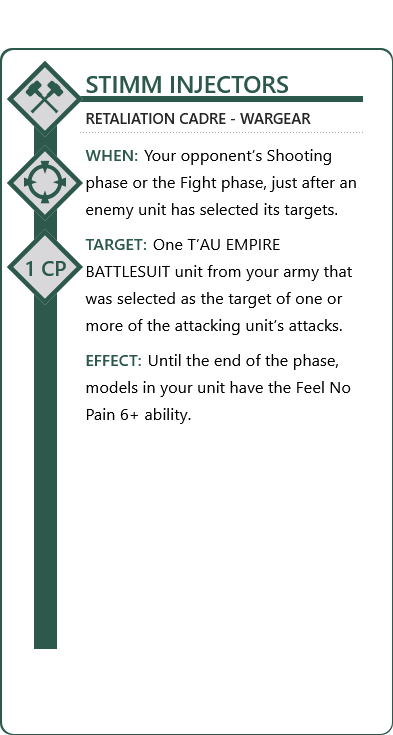 STIMM INJECTORS
RETALIATION CADRE - WARGEAR
WHEN: Your opponent’s Shooting
phase or the Fight phase, just after an
enemy unit has selected its targets.
1 CP
TARGET: One T’AU EMPIRE
BATTLESUIT unit from your army that
was selected as the target of one or
more of the attacking unit’s attacks.
EFFECT: Until the end of the phase,
models in your unit have the Feel No
Pain 6+ ability.